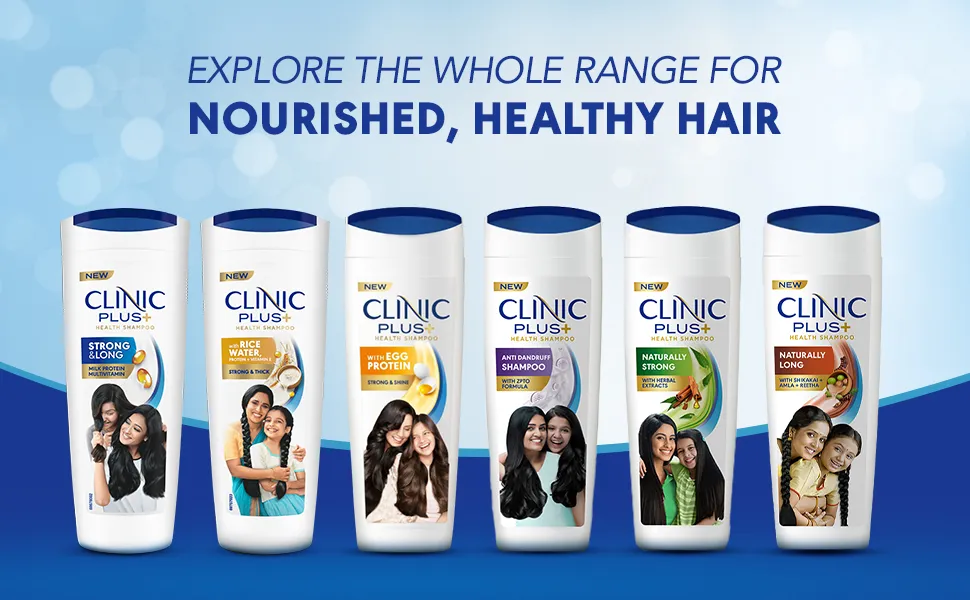 EXPLORE THE WHOLE RANGE FOR
NOURISHED, HEALTHY HAIR
NEW
CLINIC
PLUS+
HEALTH SHAMPOO
STRONG
&LONG
MILK PROTEIN
MULTIVITAMIN
NEW
CLINIC
PLUS+
HEALTH SHAMPOO
with RICE
WATER,
PROTEIN + VITAMIN E
STRONG & THICK
NEW
CLINIC
PLUS+
HEALTH SHAMPOO
WITH EGG
PROTEIN
STRONG & SHINE
NEW
CLINIC
PLUS+
HEALTH SHAMPOO
ANTI DANDRUFF
SHAMPOO
WITH ZPTO
FORMULA
NEW
CLINIC
PLUS+
HEALTH SHAMPOO
NATURALLY
STRONG
WITH HERBAL
EXTRACTS
NEW
CLINIC
PLUS+
HEALTH SHAMPOO
NATURALLY
LONG
WITH SHIKAKAI +
AMLA + REETHA